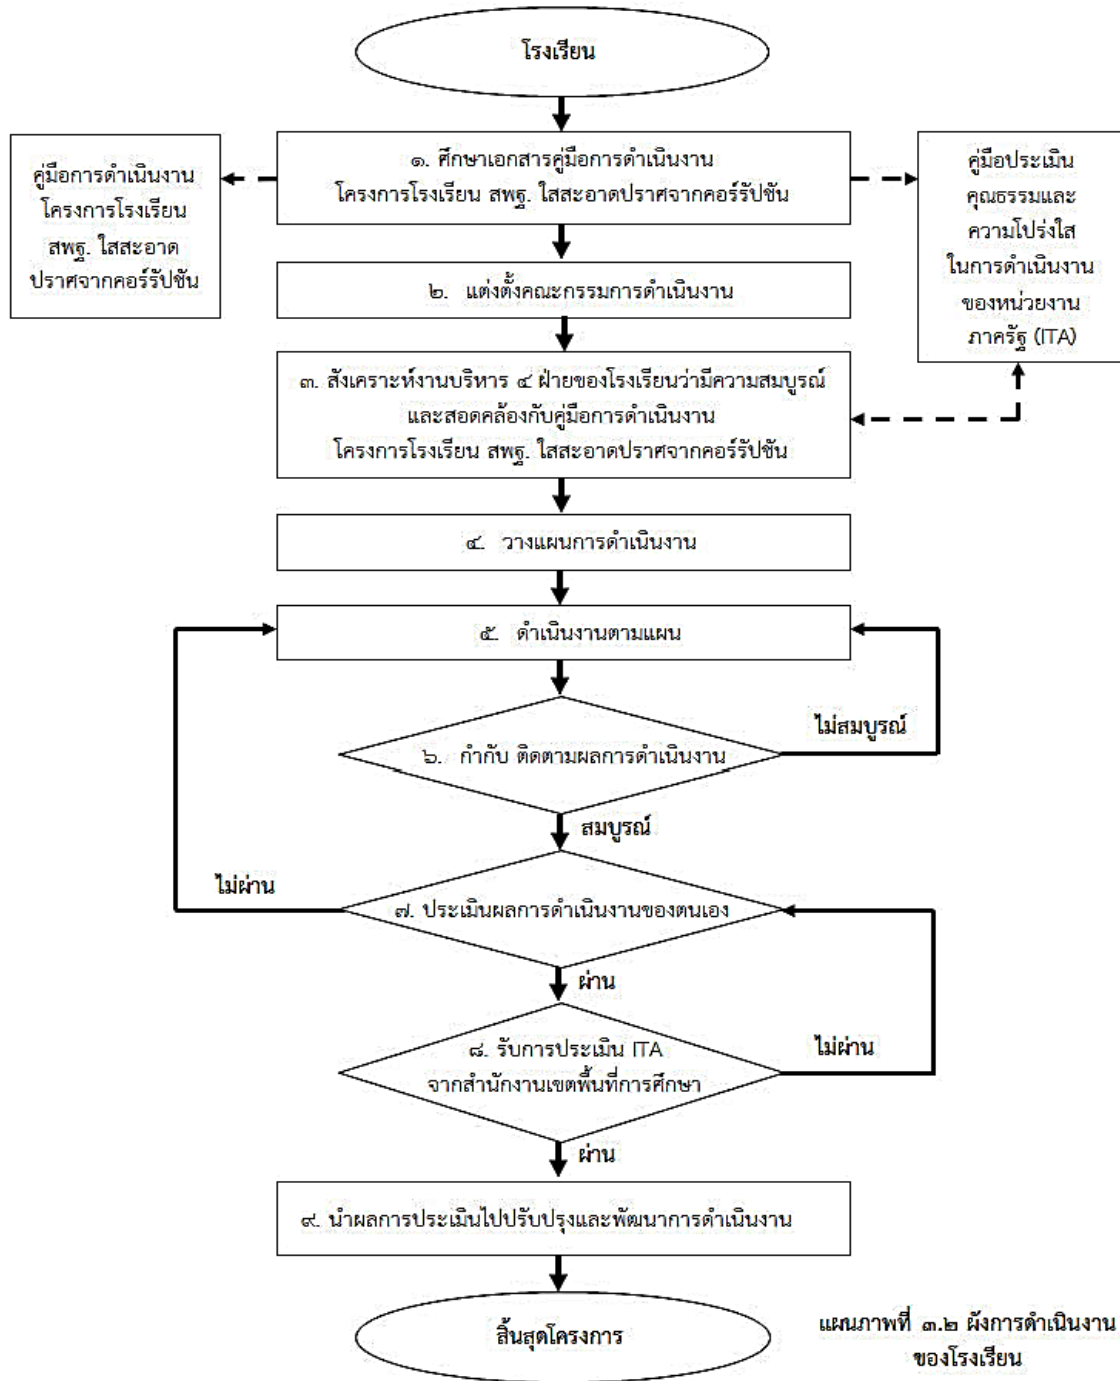 โรงเรียน
๑. ศึกษาเอกสารคู่มือการดำเนินงาน
โครงการโรงเรียน สพฐ. ใสสะอาดปราศจากคอร์รัปชัน
คู่มือการดำเนินงาน
โครงการโรงเรียน
สพฐ. ใสสะอาด
ปราศจากคอร์รัปชัน
คู่มือประเมิน
คุณธรรมและ
ความโปร่งใส
ในการดำเนินงาน
ของหน่วยงาน
ภาครัฐ (ITA)
๒. แต่งตั้งคณะกรรมการดำเนินงาน
๓. สังเคราะห์งานบริหาร ๔ ฝ่ายของโรงเรียนว่ามีความสมบูรณ์
และสอดคล้องกับคู่มือการดำเนินงาน
โครงการโรงเรียน สพฐ. ใสสะอาดปราศจากคอร์รัปชัน
๔. วางแผนการดำเนินงาน
๕. ดำเนินงานตามแผน
ไม่สมบูรณ์
๖. กำกับ ติดตามผลการดำเนินงาน
สมบูรณ์
ไม่ผ่าน
๗. ประเมินผลการดำเนินงานของตนเอง
ผ่าน
๘. รับการประเมิน ITA
จากสำนักงานเขตพื้นที่การศึกษา
ไม่ผ่าน
ผ่าน
๙. นำผลการประเมินไปปรับปรุงและพัฒนาการดำเนินงาน
สิ้นสุดโครงการ
แผนภาพที่ ๓.๒ ผังการดำเนินงาน
ของโรงเรียน